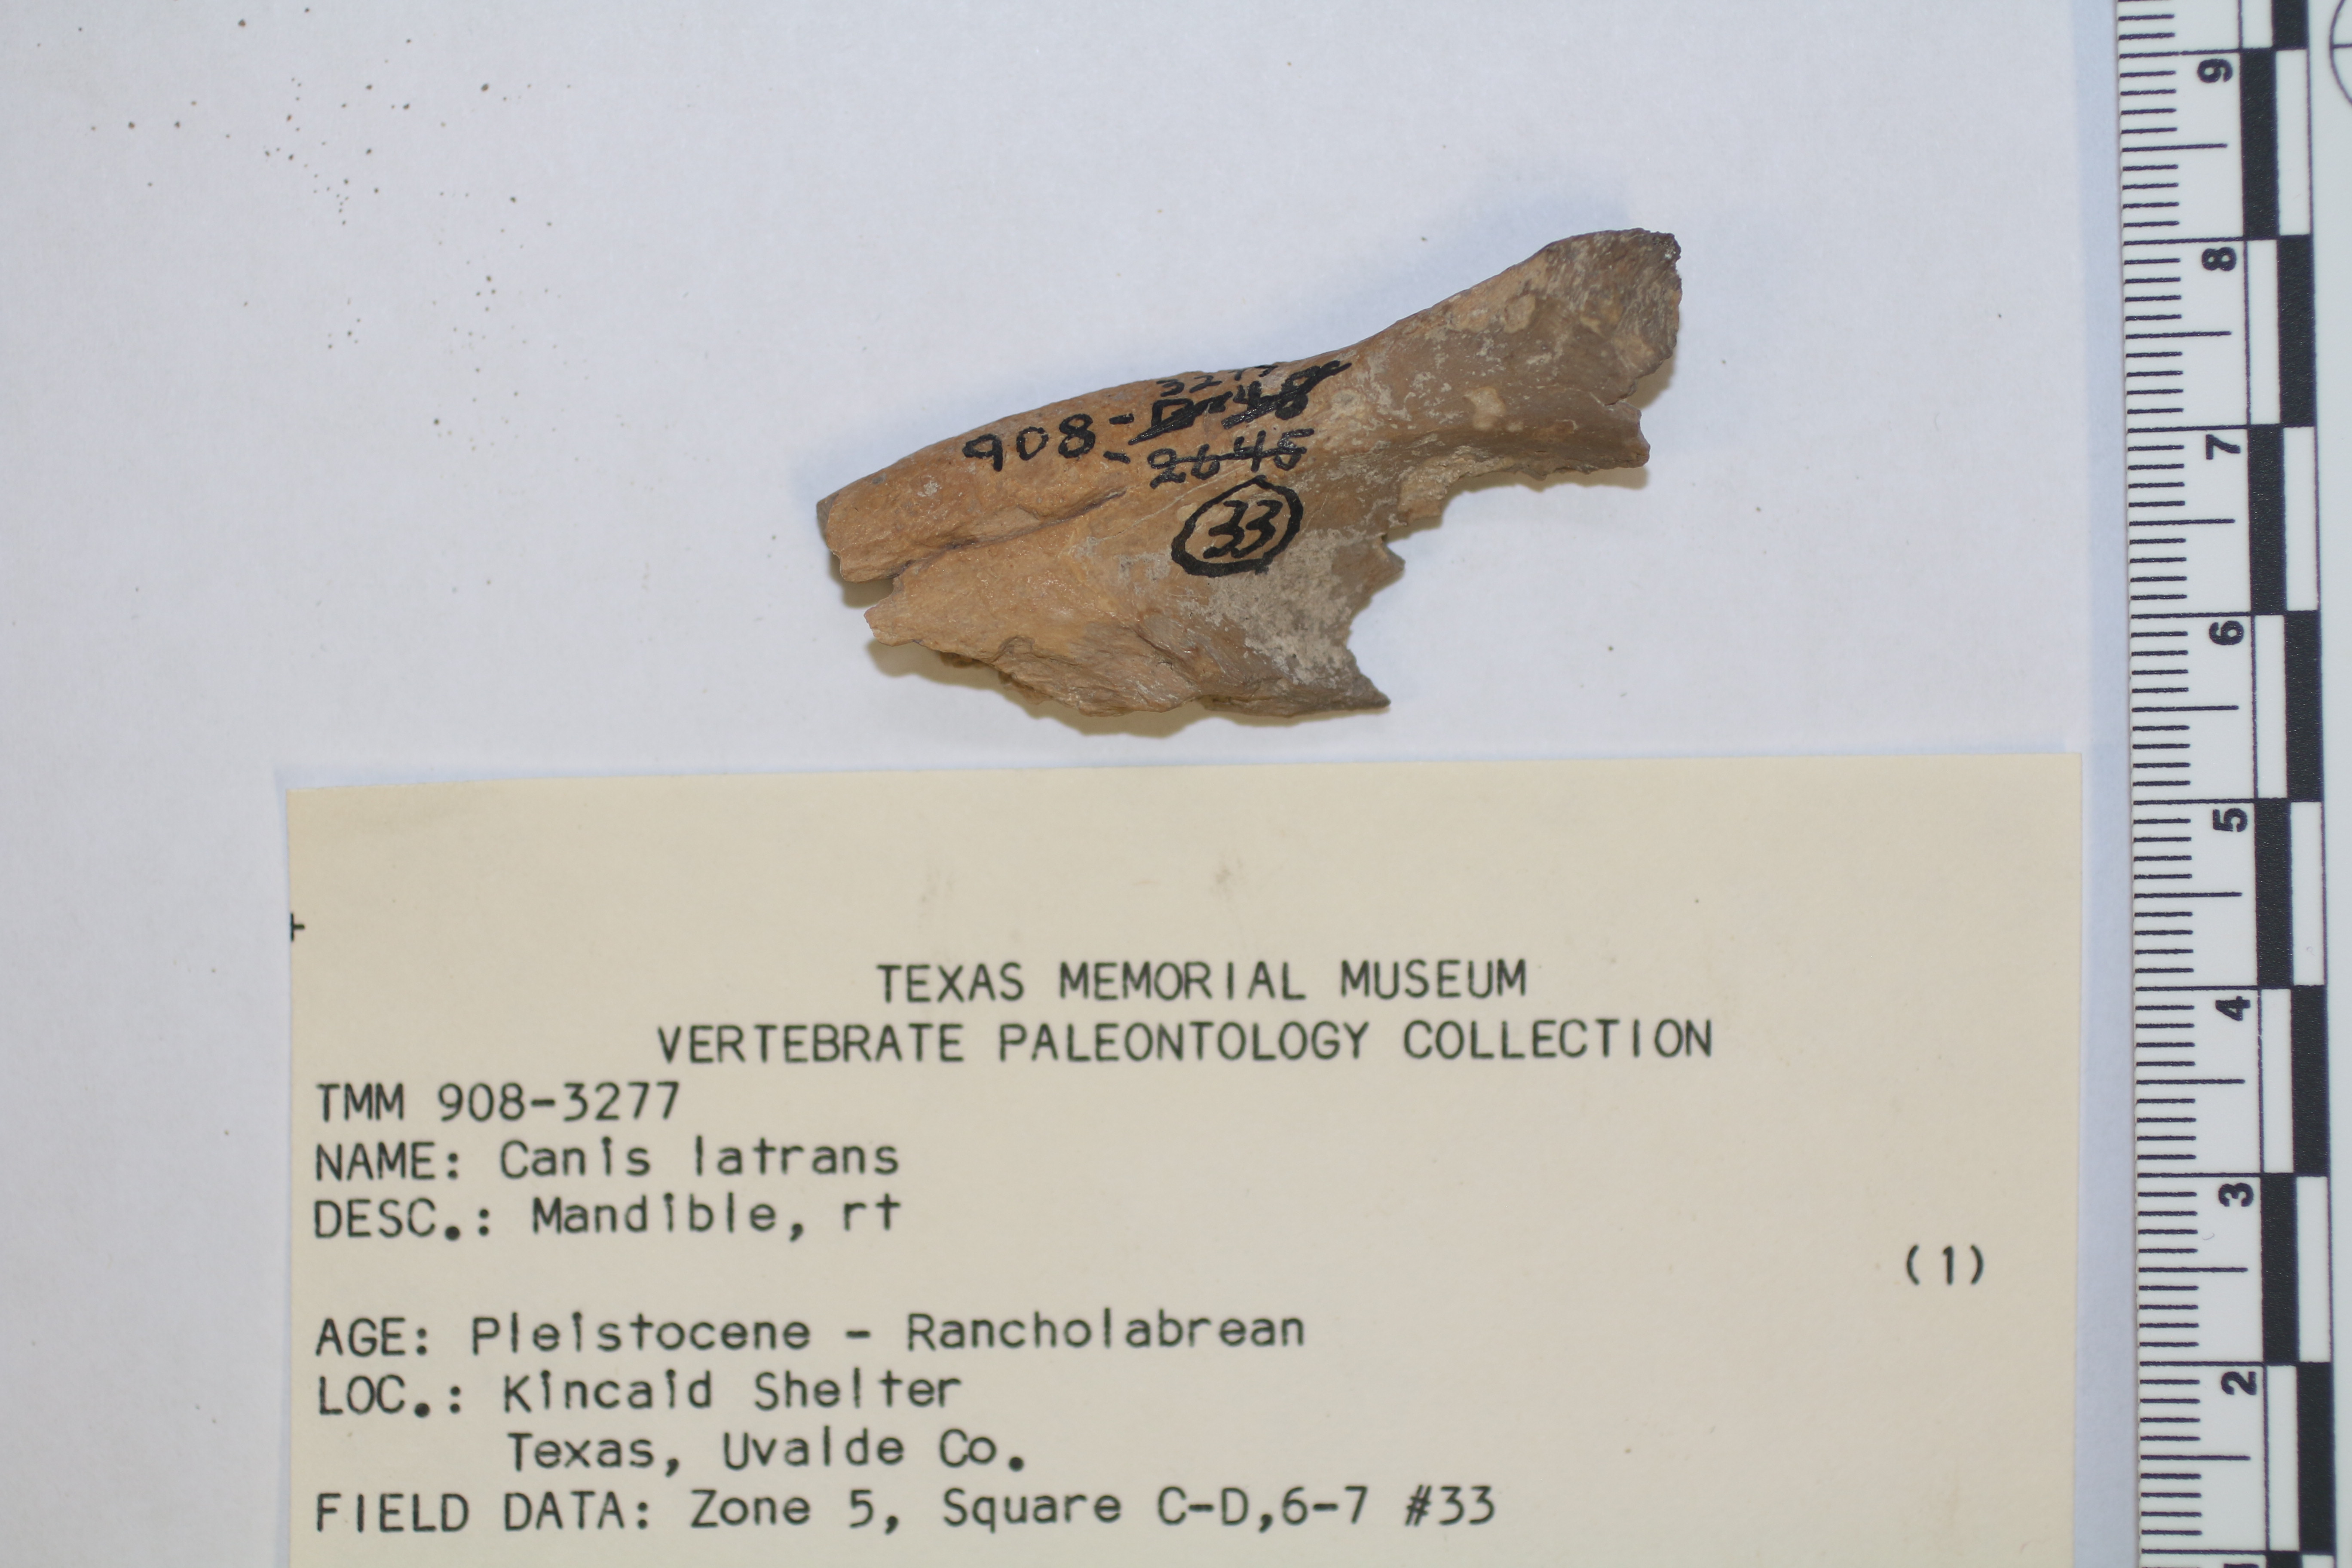 3277
908-
- 2645
33
TEXAS MEMORIAL MUSEUM
VERTEBRATE PALEONTOLOGY COLLECTION
TMM 908-3277
NAME: Canis latrans
DESC.: Mandible, rt
(1)
AGE: Pleistocene - Rancholabrean
LOC.: Kincaid Shelter
Texas, Uvalde Co.
FIELD DATA: Zone 5, Square C-D,6-7 #33
9
8
7
6
5
4
3
2